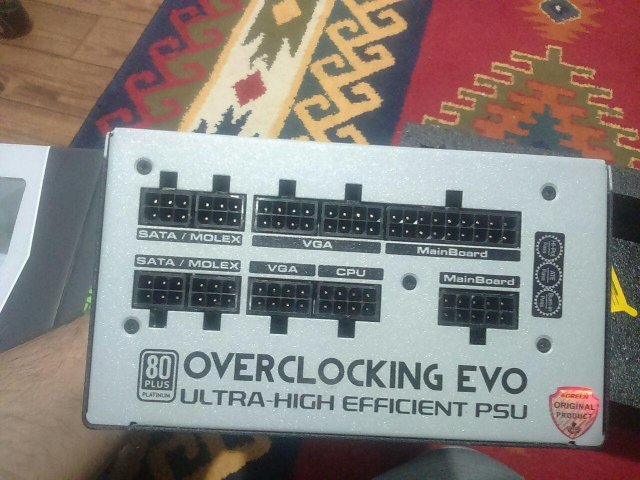 SATA / MOLEX
VGA
MainBoard
SATA / MOLEX
VGA
CPU
MainBoard
80
PLUS
PLATINUM
OVERCLOCKING EVO
ULTRA-HIGH EFFICIENT PSU
GREEN
ORIGINAL
PRODUCT